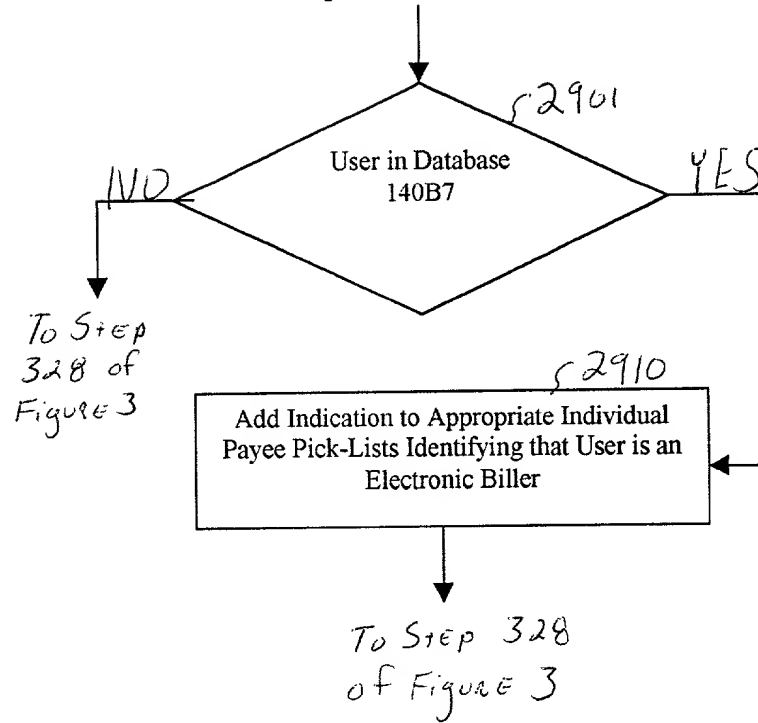 2901
User in Database
140B7
NO
YES
To Step
328 of
Figure 3
2910
Add Indication to Appropriate Individual
Payee Pick-Lists Identifying that User is an
Electronic Biller
To Step 328
of Figure 3